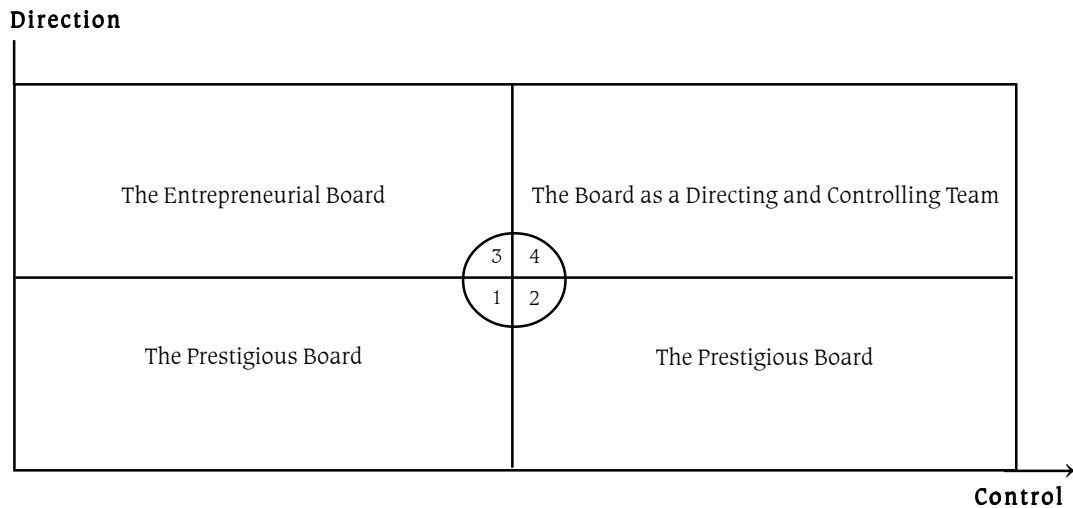 Direction
The Entrepreneurial Board
The Board as a Directing and Controlling Team
3
4
1
2
The Prestigious Board
The Prestigious Board
Control